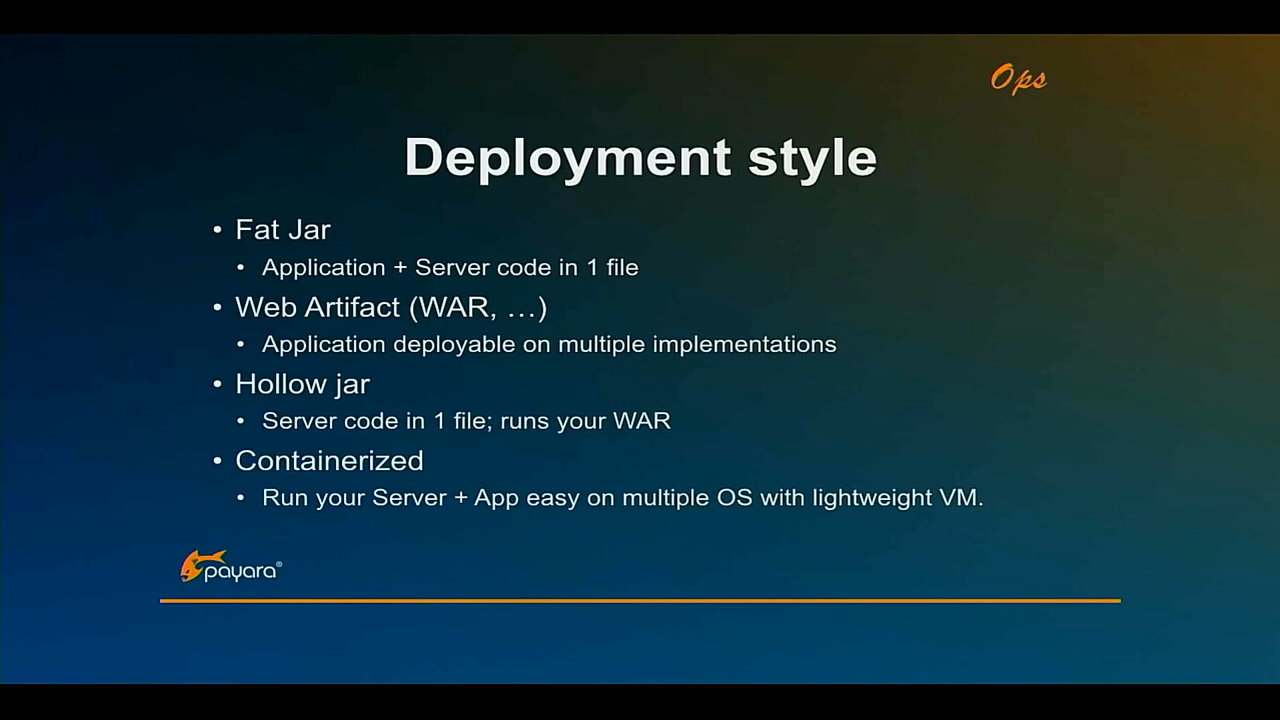 Ops
Deployment style
• Fat Jar
• Application + Server code in 1 file
• Web Artifact (WAR, …)
• Application deployable on multiple implementations
• Hollow jar
• Server code in 1 file; runs your WAR
• Containerized
• Run your Server + App easy on multiple OS with lightweight VM.
payara®